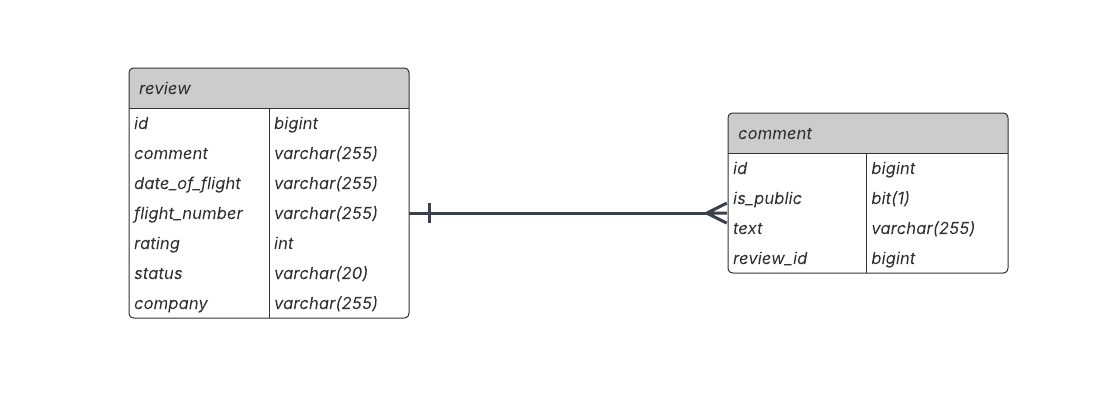 review
id bigint
comment varchar(255)
date_of_flight varchar(255)
flight_number varchar(255)
rating int
status varchar(20)
company varchar(255)
comment
id bigint
is_public bit(1)
text varchar(255)
review_id bigint